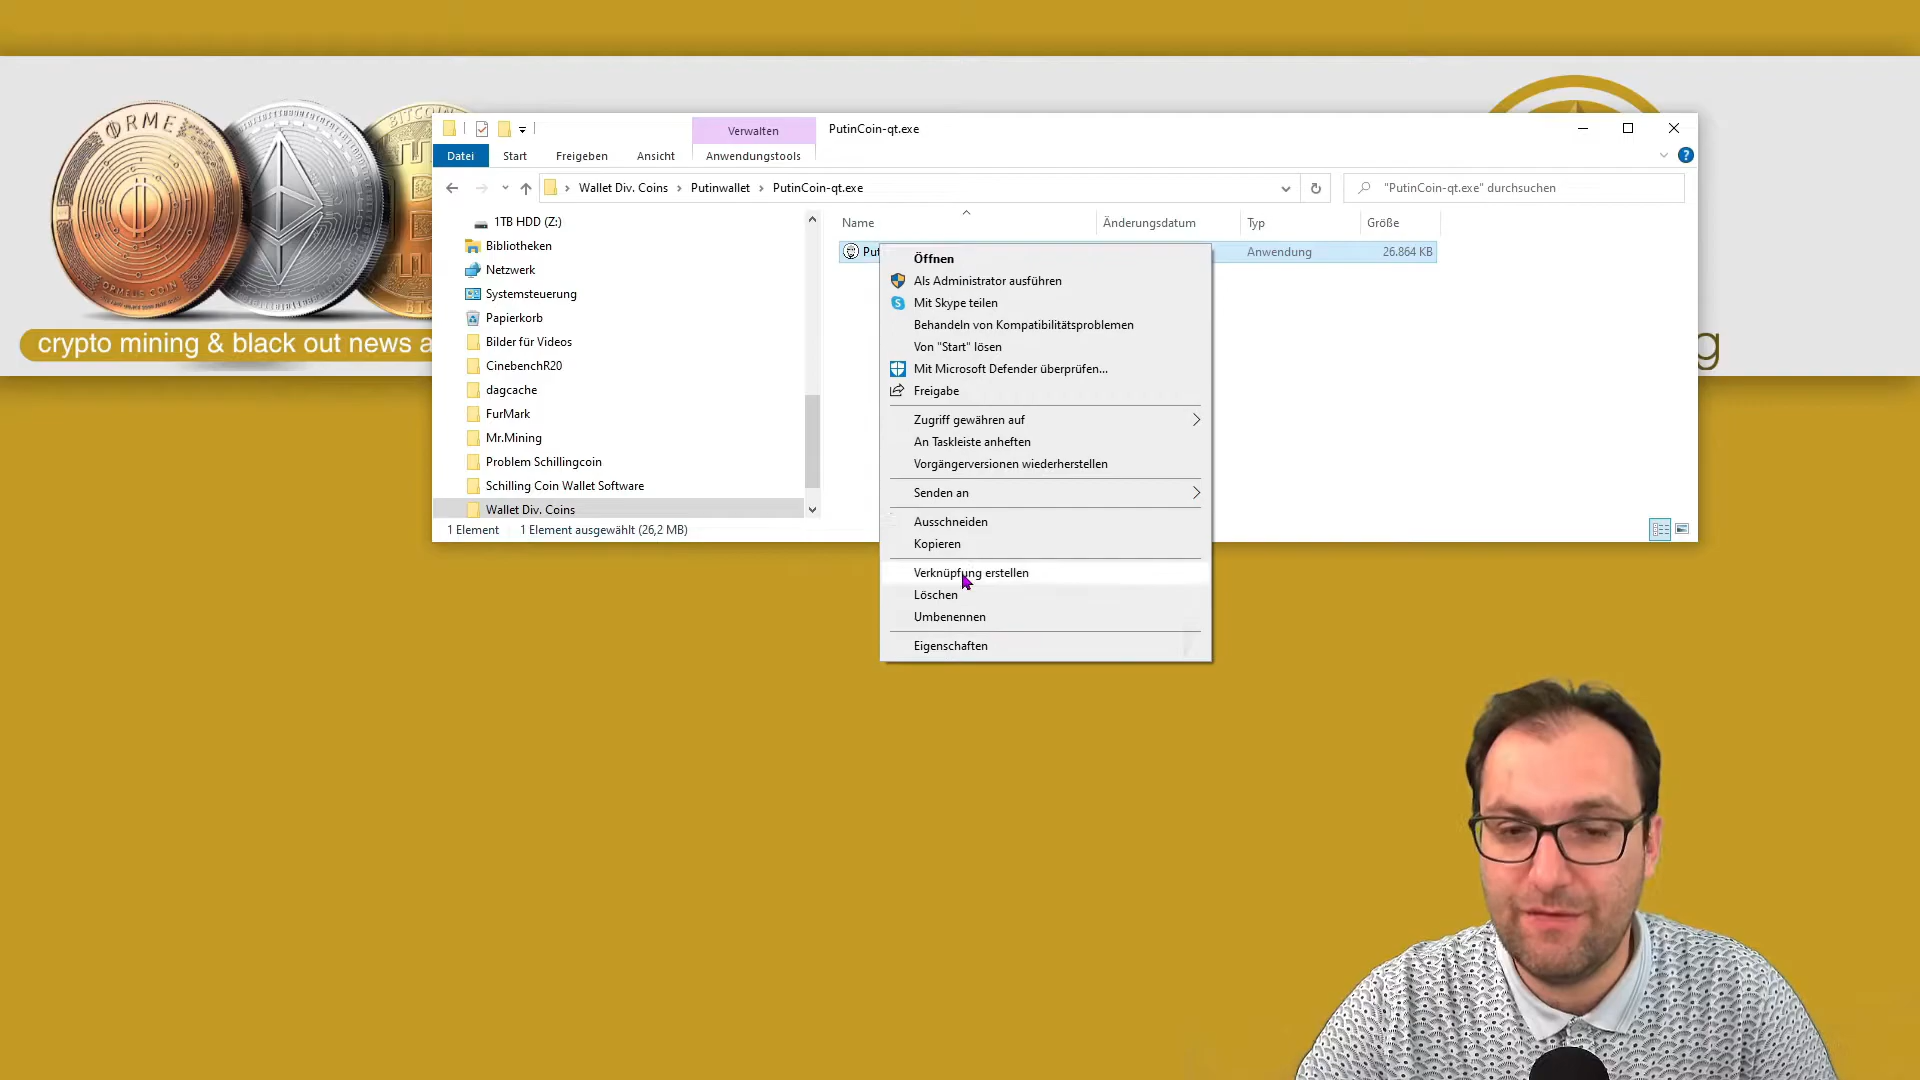 ORME
ORMEUS COIN
BITCOIN
crypto mining & black out news a
g
Verwalten
PutinCoin-qt.exe
Datei
Start
Freigeben
Ansicht
Anwendungstools
Wallet Div. Coins > Putinwallet > PutinCoin-qt.exe
"PutinCoin-qt.exe" durchsuchen
Name
Änderungsdatum
Typ
Größe
Put
Anwendung
26.864 KB
1TB HDD (Z:)
Bibliotheken
Netzwerk
Systemsteuerung
Papierkorb
Bilder für Videos
CinebenchR20
dagcache
FurMark
Mr.Mining
Problem Schillingcoin
Schilling Coin Wallet Software
Wallet Div. Coins
1 Element
1 Element ausgewählt (26,2 MB)
Öffnen
Als Administrator ausführen
Mit Skype teilen
Behandeln von Kompatibilitätsproblemen
Von "Start" lösen
Mit Microsoft Defender überprüfen...
Freigabe
Zugriff gewähren auf
An Taskleiste anheften
Vorgängerversionen wiederherstellen
Senden an
Ausschneiden
Kopieren
Verknüpfung erstellen
Löschen
Umbenennen
Eigenschaften